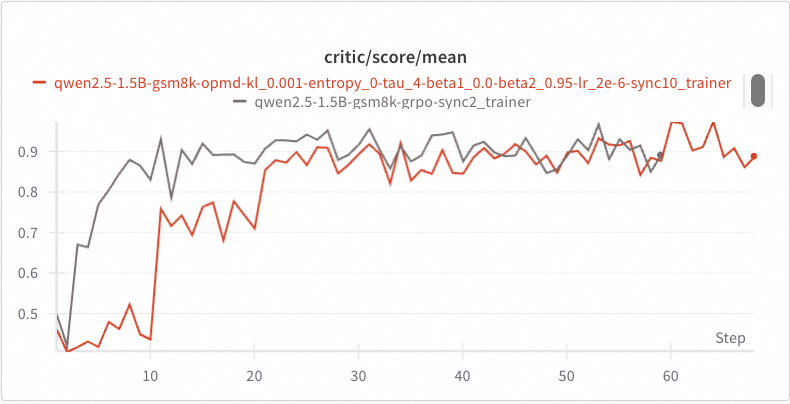 critic/score/mean
qwen2.5-1.5B-gsm8k-opmd-kl_0.001-entropy_0-tau_4-beta1_0.0-beta2_0.95-lr_2e-6-sync10_trainer
qwen2.5-1.5B-gsm8k-grpo-sync2_trainer
0.9
0.8
0.7
0.6
0.5
Step
10 20 30 40 50 60